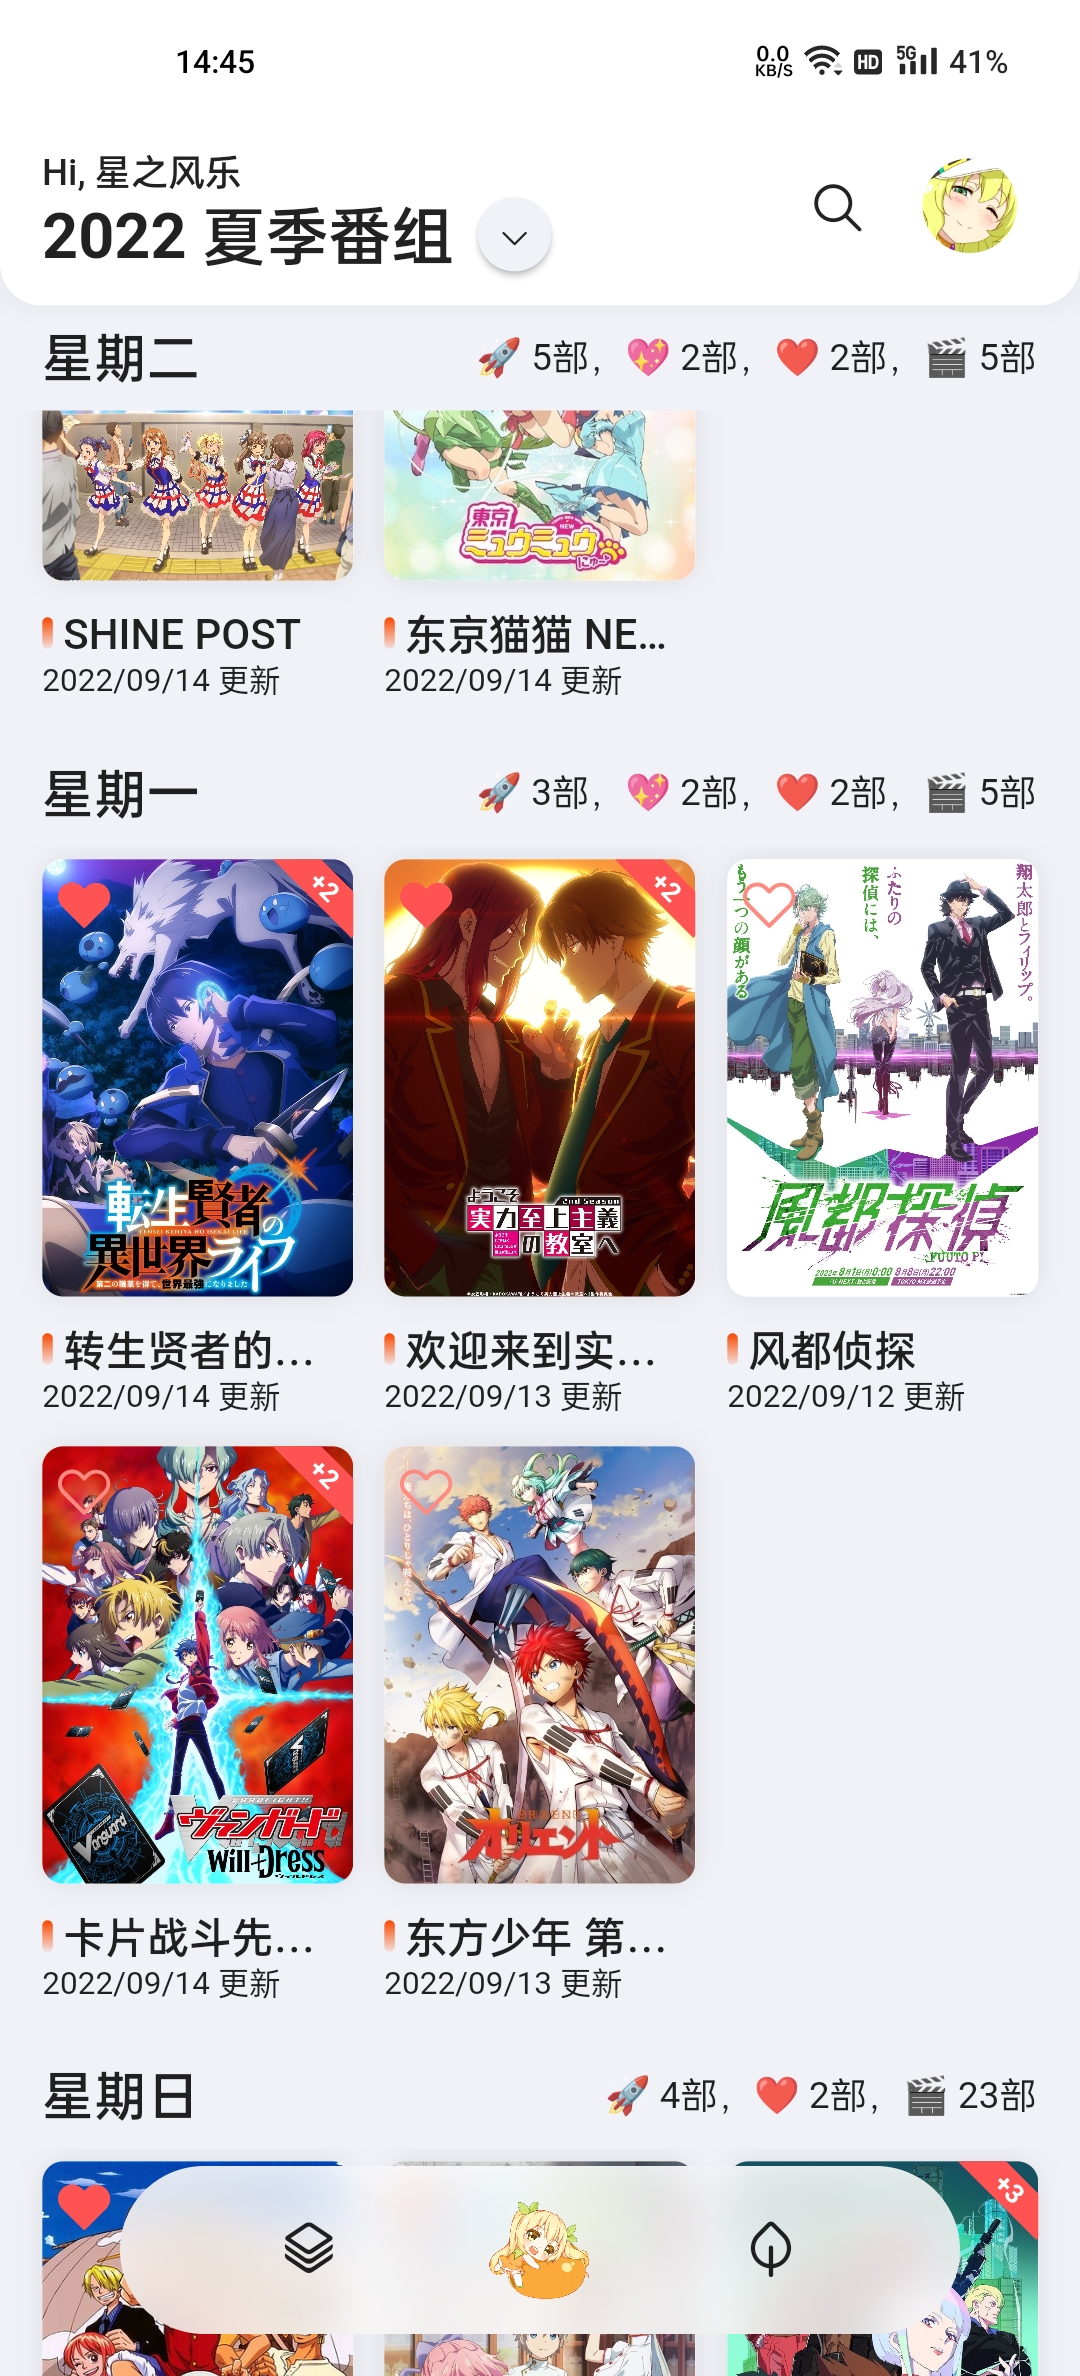 14:45
0.0 KB/S HD 5G 41%
Hi, 星之风乐
2022 夏季番组
星期二 🚀 5部， 💖 2部， ❤️ 2部， 🎬 5部
東京
NEW
ミュウミュウ
にゅ〜
SHINE POST 东京猫猫 NE...
2022/09/14 更新 2022/09/14 更新
星期一 🚀 3部， 💖 2部， ❤️ 2部， 🎬 5部
+2
転生賢者の
TENSEI KENJYA NO ISEKAI LIFE
異世界ライフ
第二の職業を得て、世界最強になりました
+2
ようこそ
2nd Season
実力至上主義
の教室へ
翔太郎とフィリップ。
ふたりの
探偵には、
もう一つの顔がある
風都探偵
FUUTO P.I.
2022年8月1日(月)0:00 8月8日(月)22:00
転生贤者的... 欢迎来到实... 风都侦探
2022/09/14 更新 2022/09/13 更新 2022/09/12 更新
+2
Vanguard
CARDFIGHT!!
ヴァンガード
will+Dress
オリエント
卡片战斗先... 东方少年 第...
2022/09/14 更新 2022/09/13 更新
星期日 🚀 4部， ❤️ 2部， 🎬 23部
+3